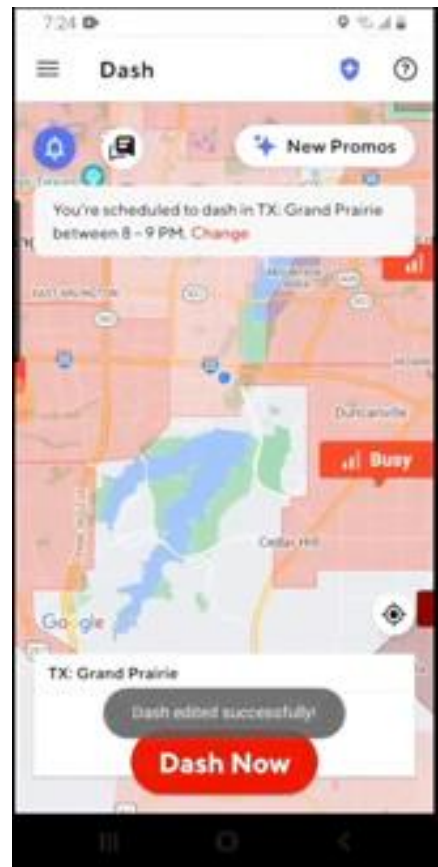 7:24
Dash
New Promos
You're scheduled to dash in TX: Grand Prairie
between 8 – 9 PM. Change
EAST ARLINGTON
Duncanville
Busy
Cedar Hill
Google
TX: Grand Prairie
Dash edited successfully!
Dash Now